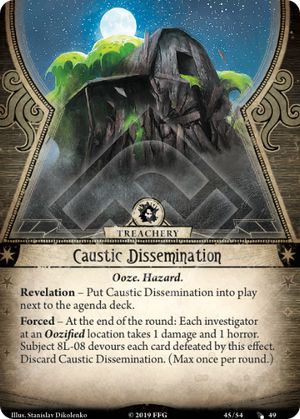 TREACHERY
Caustic Dissemination
Ooze. Hazard.
Revelation – Put Caustic Dissemination into play
next to the agenda deck.
Forced – At the end of the round: Each investigator
at an Oozified location takes 1 damage and 1 horror.
Subject 8L-08 devours each card defeated by this effect.
Discard Caustic Dissemination. (Max once per round.)
Illus. Stanislav Dikolenko
© 2019 FFG
45/54
49